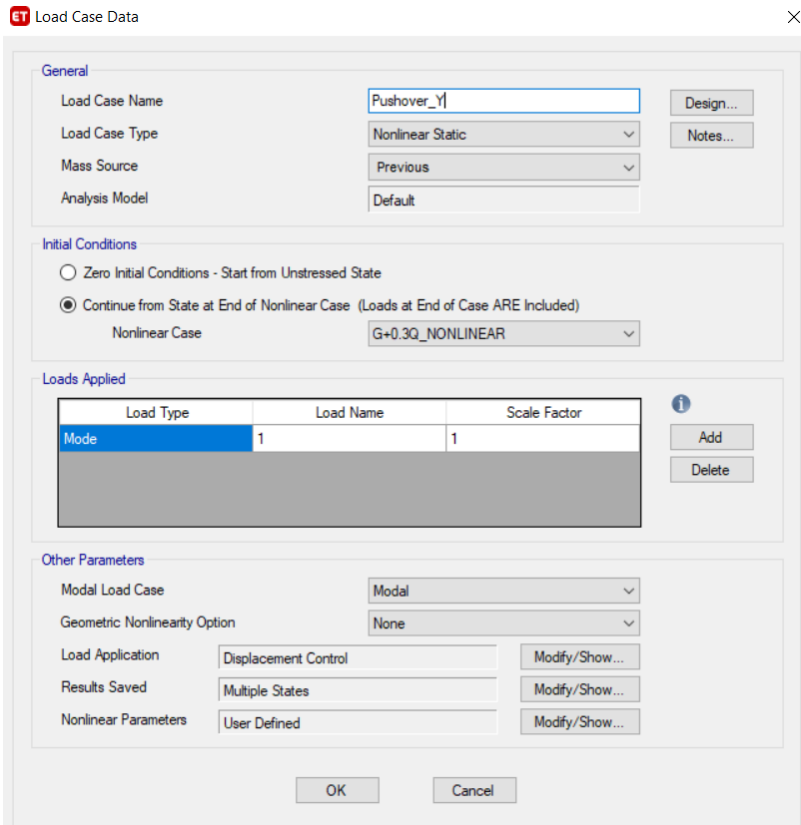 ET Load Case Data
General
Load Case Name Pushover_Y Design...
Load Case Type Nonlinear Static Notes...
Mass Source Previous
Analysis Model Default
Initial Conditions
Zero Initial Conditions - Start from Unstressed State
Continue from State at End of Nonlinear Case (Loads at End of Case ARE Included)
Nonlinear Case G+0.3Q_NONLINEAR
Loads Applied
Load Type Load Name Scale Factor
Mode 1 1
i
Add
Delete
Other Parameters
Modal Load Case Modal
Geometric Nonlinearity Option None
Load Application Displacement Control Modify/Show...
Results Saved Multiple States Modify/Show...
Nonlinear Parameters User Defined Modify/Show...
OK Cancel